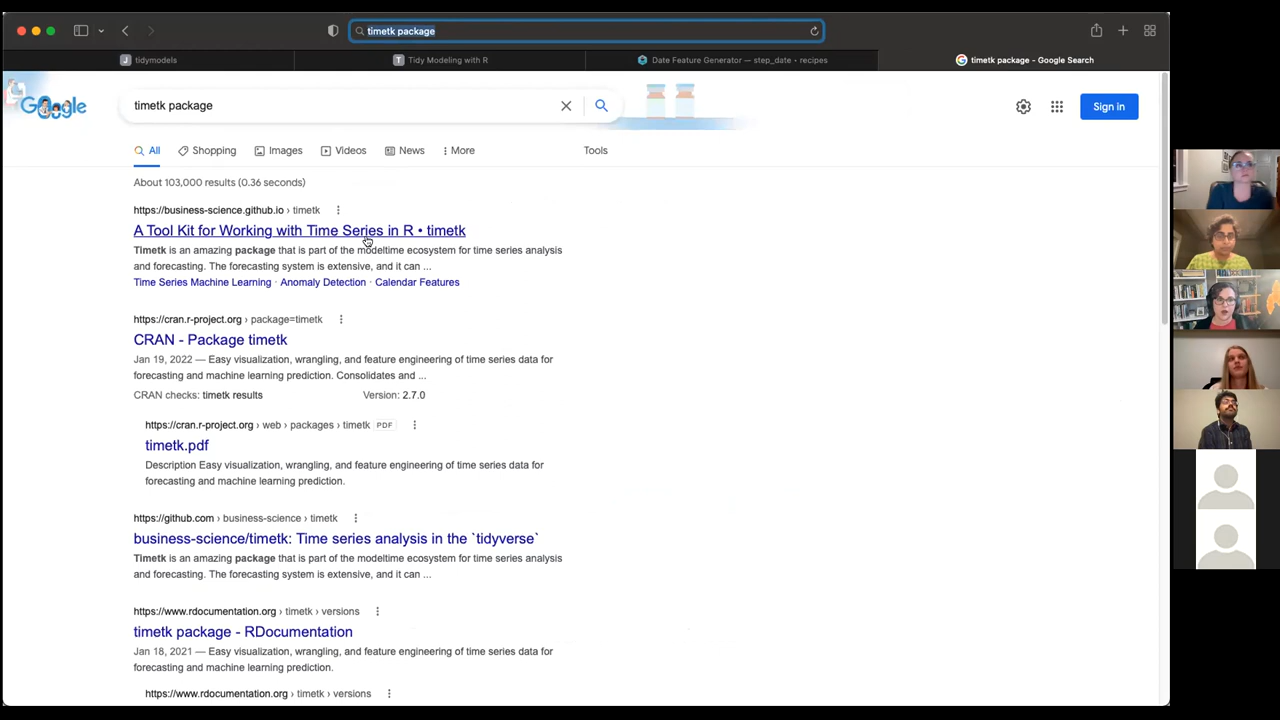 timetk package
tidymodels
Tidy Modeling with R
Date Feature Generator — step_date • recipes
timetk package - Google Search
Google
timetk package
Sign in
All
Shopping
Images
Videos
News
More
Tools
About 103,000 results (0.36 seconds)
https://business-science.github.io › timetk
A Tool Kit for Working with Time Series in R • timetk
Timetk is an amazing package that is part of the modeltime ecosystem for time series analysis
and forecasting. The forecasting system is extensive, and it can ...
Time Series Machine Learning · Anomaly Detection · Calendar Features
https://cran.r-project.org › package=timetk
CRAN - Package timetk
Jan 19, 2022 — Easy visualization, wrangling, and feature engineering of time series data for
forecasting and machine learning prediction. Consolidates and ...
CRAN checks: timetk results Version: 2.7.0
https://cran.r-project.org › web › packages › timetk PDF
timetk.pdf
Description Easy visualization, wrangling, and feature engineering of time series data for
forecasting and machine learning prediction.
https://github.com › business-science › timetk
business-science/timetk: Time series analysis in the `tidyverse`
Timetk is an amazing package that is part of the modeltime ecosystem for time series analysis
and forecasting. The forecasting system is extensive, and it can ...
https://www.rdocumentation.org › timetk › versions
timetk package - RDocumentation
Jan 18, 2021 — Easy visualization, wrangling, and feature engineering of time series data for
forecasting and machine learning prediction.
https://www.rdocumentation.org › timetk › versions